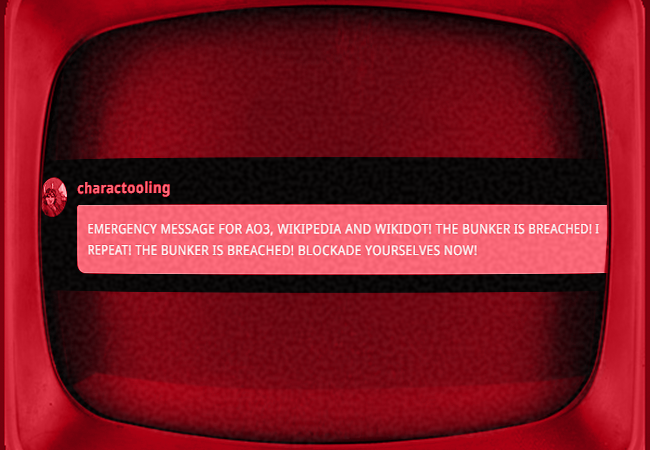 charactooling
EMERGENCY MESSAGE FOR AO3, WIKIPEDIA AND WIKIDOT! THE BUNKER IS BREACHED! I
REPEAT! THE BUNKER IS BREACHED! BLOCKADE YOURSELVES NOW!